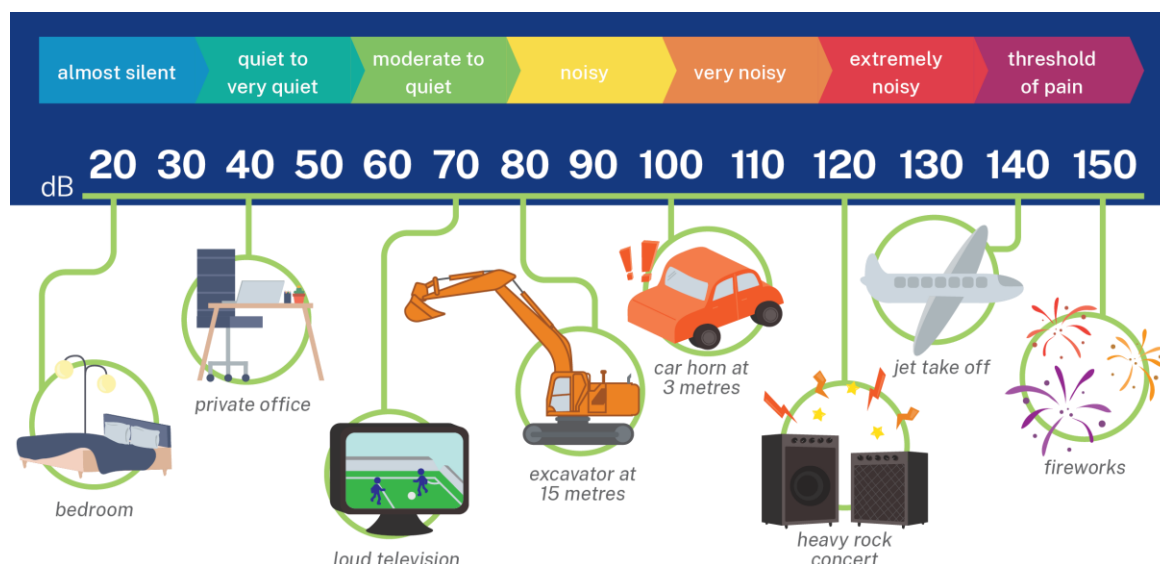 almost silent
quiet to
very quiet
moderate to
quiet
noisy
very noisy
extremely
noisy
threshold
of pain
dB
20 30 40 50 60 70 80 90 100 110 120 130 140 150
bedroom
private office
loud television
excavator at
15 metres
car horn at
3 metres
heavy rock
concert
jet take off
fireworks